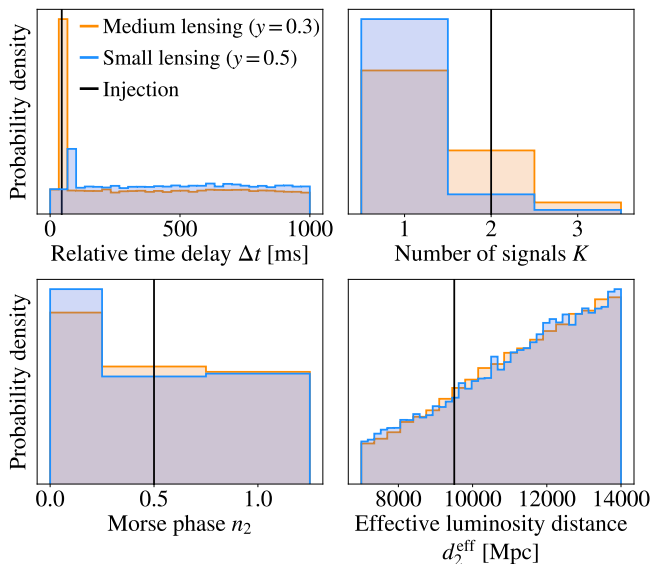 Medium lensing (y = 0.3)
Small lensing (y = 0.5)
Injection
Probability density
0
500
1000
Relative time delay Δt [ms]
1
2
3
Number of signals K
Probability density
0.0
0.5
1.0
Morse phase n₂
8000
10000
12000
14000
Effective luminosity distance
d₂ᵉᶠᶠ [Mpc]